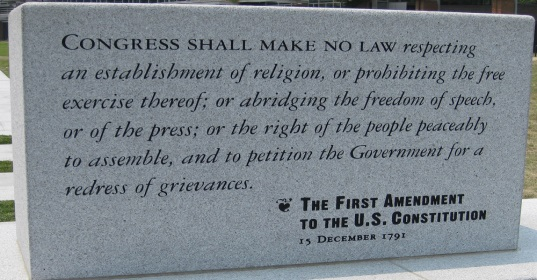 CONGRESS SHALL MAKE NO LAW respecting
an establishment of religion, or prohibiting the free
exercise thereof; or abridging the freedom of speech,
or of the press; or the right of the people peaceably
to assemble, and to petition the Government for a
redress of grievances.
❦ THE FIRST AMENDMENT
TO THE U.S. CONSTITUTION
15 DECEMBER 1791